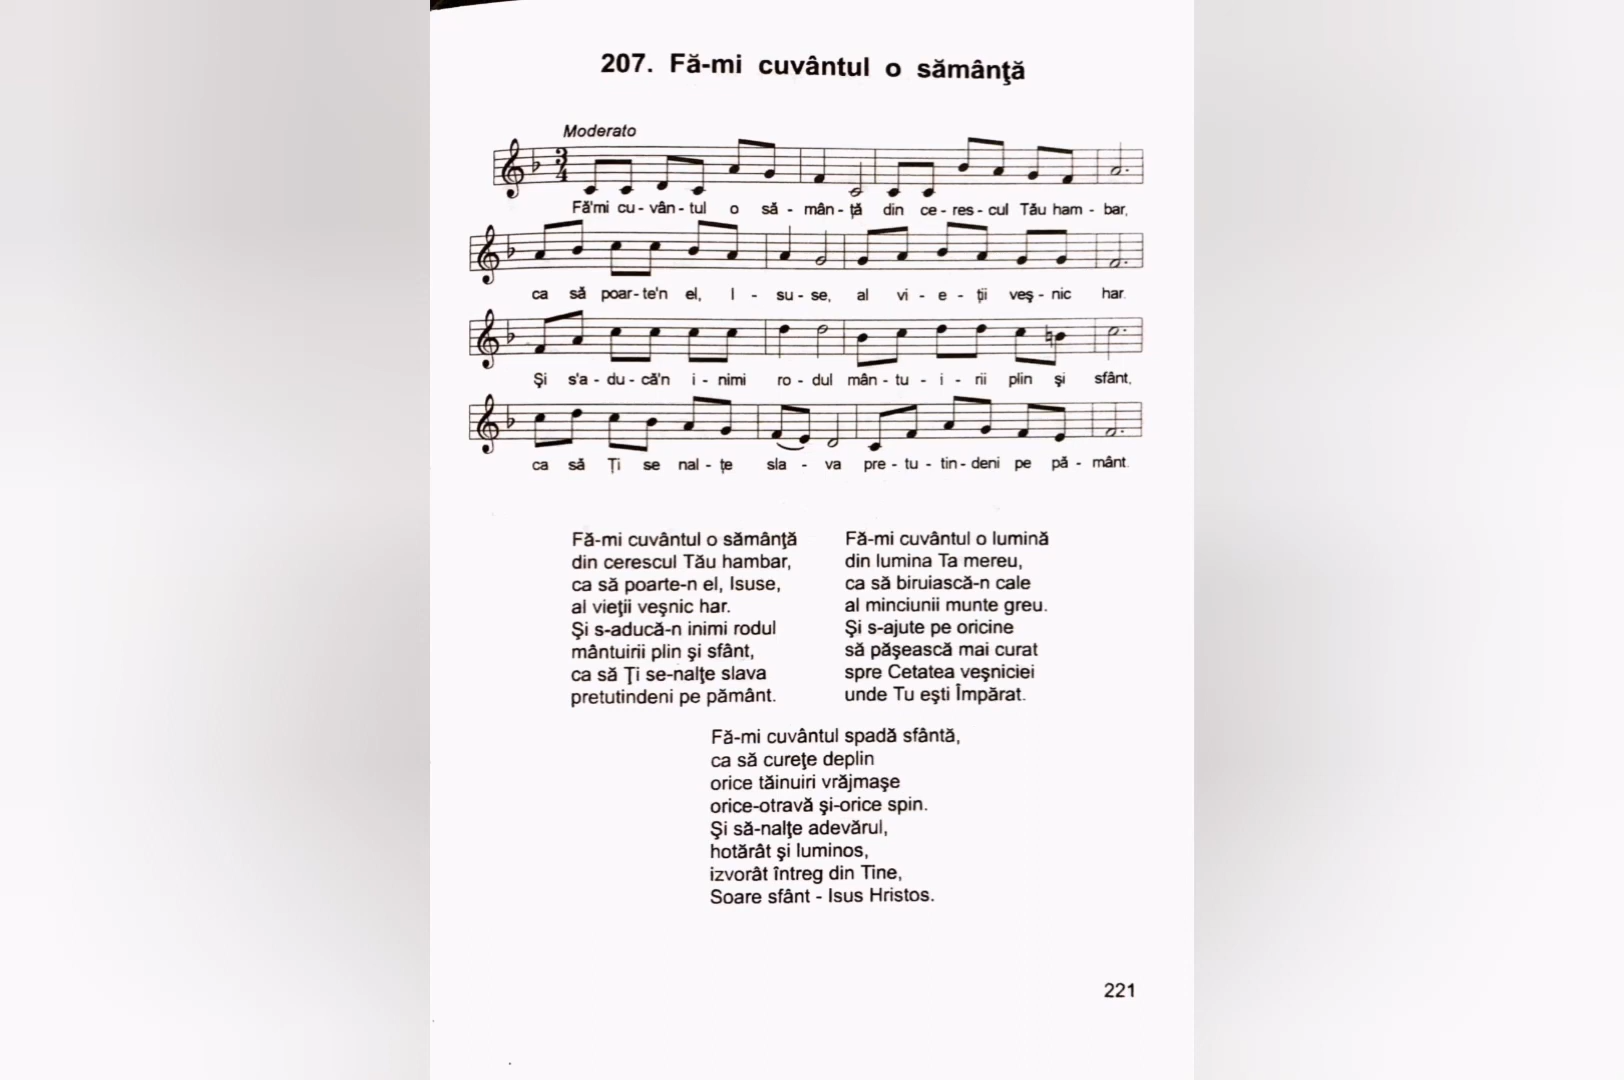 207. Fă-mi cuvântul o sămânţă
Moderato
3
4
Fă'mi cu - vân - tul o să - mân - ţă din ce - res - cul Tău ham - bar,
ca să poar - te'n el, I - su - se, al vi - e - ţii veş - nic har.
Şi s'a - du - că'n i - nimi ro - dul mân - tu - i - rii plin şi sfânt,
ca să Ţi se nal - ţe sla - va pre - tu - tin - deni pe pă - mânt.
Fă-mi cuvântul o sămânţă
din cerescul Tău hambar,
ca să poarte-n el, Isuse,
al vieţii veşnic har.
Şi s-aducă-n inimi rodul
mântuirii plin şi sfânt,
ca să Ţi se-nalţe slava
pretutindeni pe pământ.
Fă-mi cuvântul o lumină
din lumina Ta mereu,
ca să biruiască-n cale
al minciunii munte greu.
Şi s-ajute pe oricine
să păşească mai curat
spre Cetatea veşniciei
unde Tu eşti Împărat.
Fă-mi cuvântul spadă sfântă,
ca să cureţe deplin
orice tăinuiri vrăjmaşe
orice-otravă şi-orice spin.
Şi să-nalţe adevărul,
hotărât şi luminos,
izvorât întreg din Tine,
Soare sfânt - Isus Hristos.
221